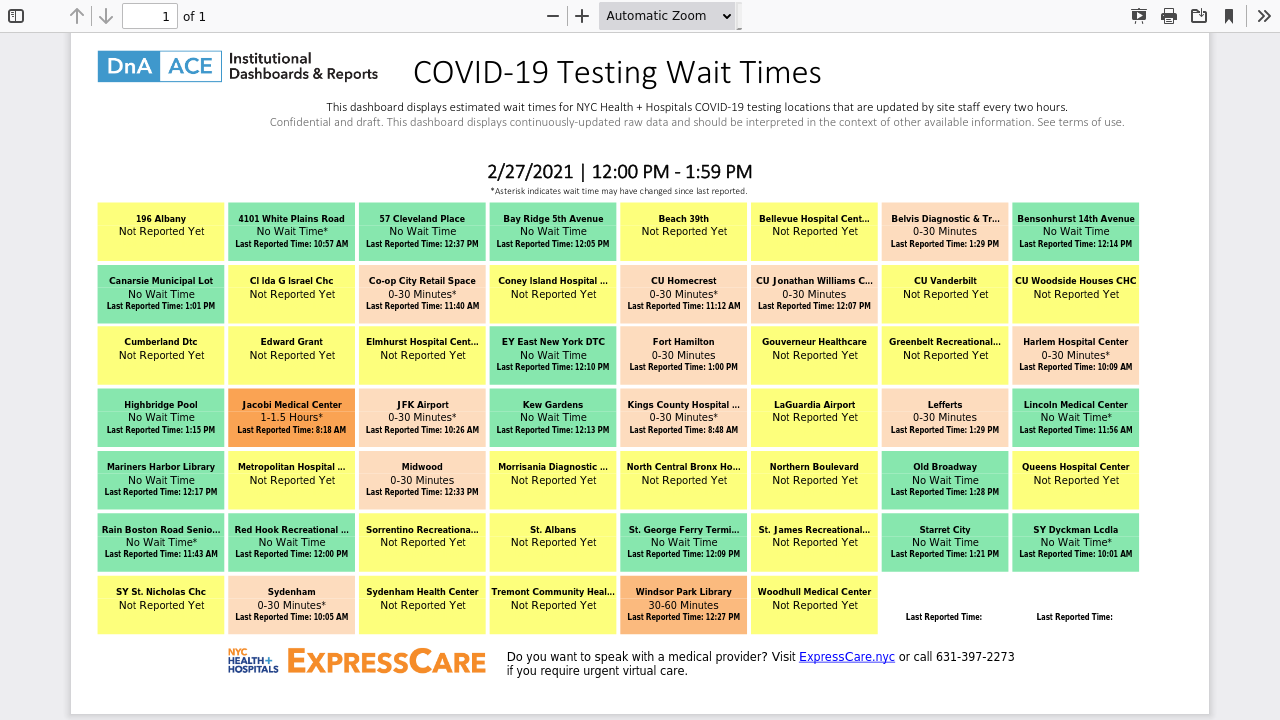 1 of 1
Automatic Zoom
DnA ACE Institutional
Dashboards & Reports
COVID-19 Testing Wait Times
This dashboard displays estimated wait times for NYC Health + Hospitals COVID-19 testing locations that are updated by site staff every two hours.
Confidential and draft. This dashboard displays continuously-updated raw data and should be interpreted in the context of other available information. See terms of use.
2/27/2021 | 12:00 PM - 1:59 PM
*Asterisk indicates wait time may have changed since last reported.
196 Albany
Not Reported Yet
4101 White Plains Road
No Wait Time*
Last Reported Time: 10:57 AM
57 Cleveland Place
No Wait Time
Last Reported Time: 12:37 PM
Bay Ridge 5th Avenue
No Wait Time
Last Reported Time: 12:05 PM
Beach 39th
Not Reported Yet
Bellevue Hospital Cent...
Not Reported Yet
Belvis Diagnostic & Tr...
0-30 Minutes
Last Reported Time: 1:29 PM
Bensonhurst 14th Avenue
No Wait Time
Last Reported Time: 12:14 PM
Canarsie Municipal Lot
No Wait Time
Last Reported Time: 1:01 PM
Cl lda G Israel Chc
Not Reported Yet
Co-op City Retail Space
0-30 Minutes*
Last Reported Time: 11:40 AM
Coney Island Hospital ...
Not Reported Yet
CU Homecrest
0-30 Minutes*
Last Reported Time: 11:12 AM
CU Jonathan Williams C...
0-30 Minutes
Last Reported Time: 12:07 PM
CU Vanderbilt
Not Reported Yet
CU Woodside Houses CHC
Not Reported Yet
Cumberland Dtc
Not Reported Yet
Edward Grant
Not Reported Yet
Elmhurst Hospital Cent...
Not Reported Yet
EY East New York DTC
No Wait Time
Last Reported Time: 12:10 PM
Fort Hamilton
0-30 Minutes
Last Reported Time: 1:00 PM
Gouverneur Healthcare
Not Reported Yet
Greenbelt Recreational...
Not Reported Yet
Harlem Hospital Center
0-30 Minutes*
Last Reported Time: 10:09 AM
Highbridge Pool
No Wait Time
Last Reported Time: 1:15 PM
Jacobi Medical Center
1-1.5 Hours*
Last Reported Time: 8:18 AM
JFK Airport
0-30 Minutes*
Last Reported Time: 10:26 AM
Kew Gardens
No Wait Time
Last Reported Time: 12:13 PM
Kings County Hospital ...
0-30 Minutes*
Last Reported Time: 8:48 AM
LaGuardia Airport
Not Reported Yet
Lefferts
0-30 Minutes
Last Reported Time: 1:29 PM
Lincoln Medical Center
No Wait Time*
Last Reported Time: 11:56 AM
Mariners Harbor Library
No Wait Time
Last Reported Time: 12:17 PM
Metropolitan Hospital ...
Not Reported Yet
Midwood
0-30 Minutes
Last Reported Time: 12:33 PM
Morrisania Diagnostic ...
Not Reported Yet
North Central Bronx Ho...
Not Reported Yet
Northern Boulevard
Not Reported Yet
Old Broadway
No Wait Time
Last Reported Time: 1:28 PM
Queens Hospital Center
Not Reported Yet
Rain Boston Road Senio...
No Wait Time*
Last Reported Time: 11:43 AM
Red Hook Recreational ...
No Wait Time
Last Reported Time: 12:00 PM
Sorrentino Recreationa...
Not Reported Yet
St. Albans
Not Reported Yet
St. George Ferry Termi...
No Wait Time
Last Reported Time: 12:09 PM
St. James Recreational...
Not Reported Yet
Starret City
No Wait Time
Last Reported Time: 1:21 PM
SY Dyckman Lcdla
No Wait Time*
Last Reported Time: 10:01 AM
SY St. Nicholas Chc
Not Reported Yet
Sydenham
0-30 Minutes*
Last Reported Time: 10:05 AM
Sydenham Health Center
Not Reported Yet
Tremont Community Heal...
Not Reported Yet
Windsor Park Library
30-60 Minutes
Last Reported Time: 12:27 PM
Woodhull Medical Center
Not Reported Yet
Last Reported Time:
Last Reported Time:
NYC
HEALTH+
HOSPITALS
EXPRESSCARE
Do you want to speak with a medical provider? Visit ExpressCare.nyc or call 631-397-2273
if you require urgent virtual care.